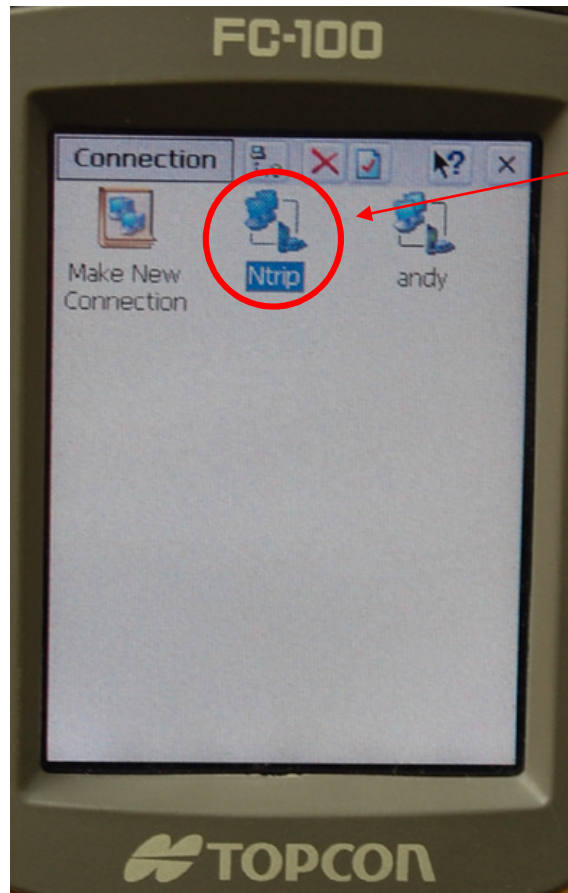 FC-100
Connection
Make New
Connection
Ntrip
andy
TOPCON